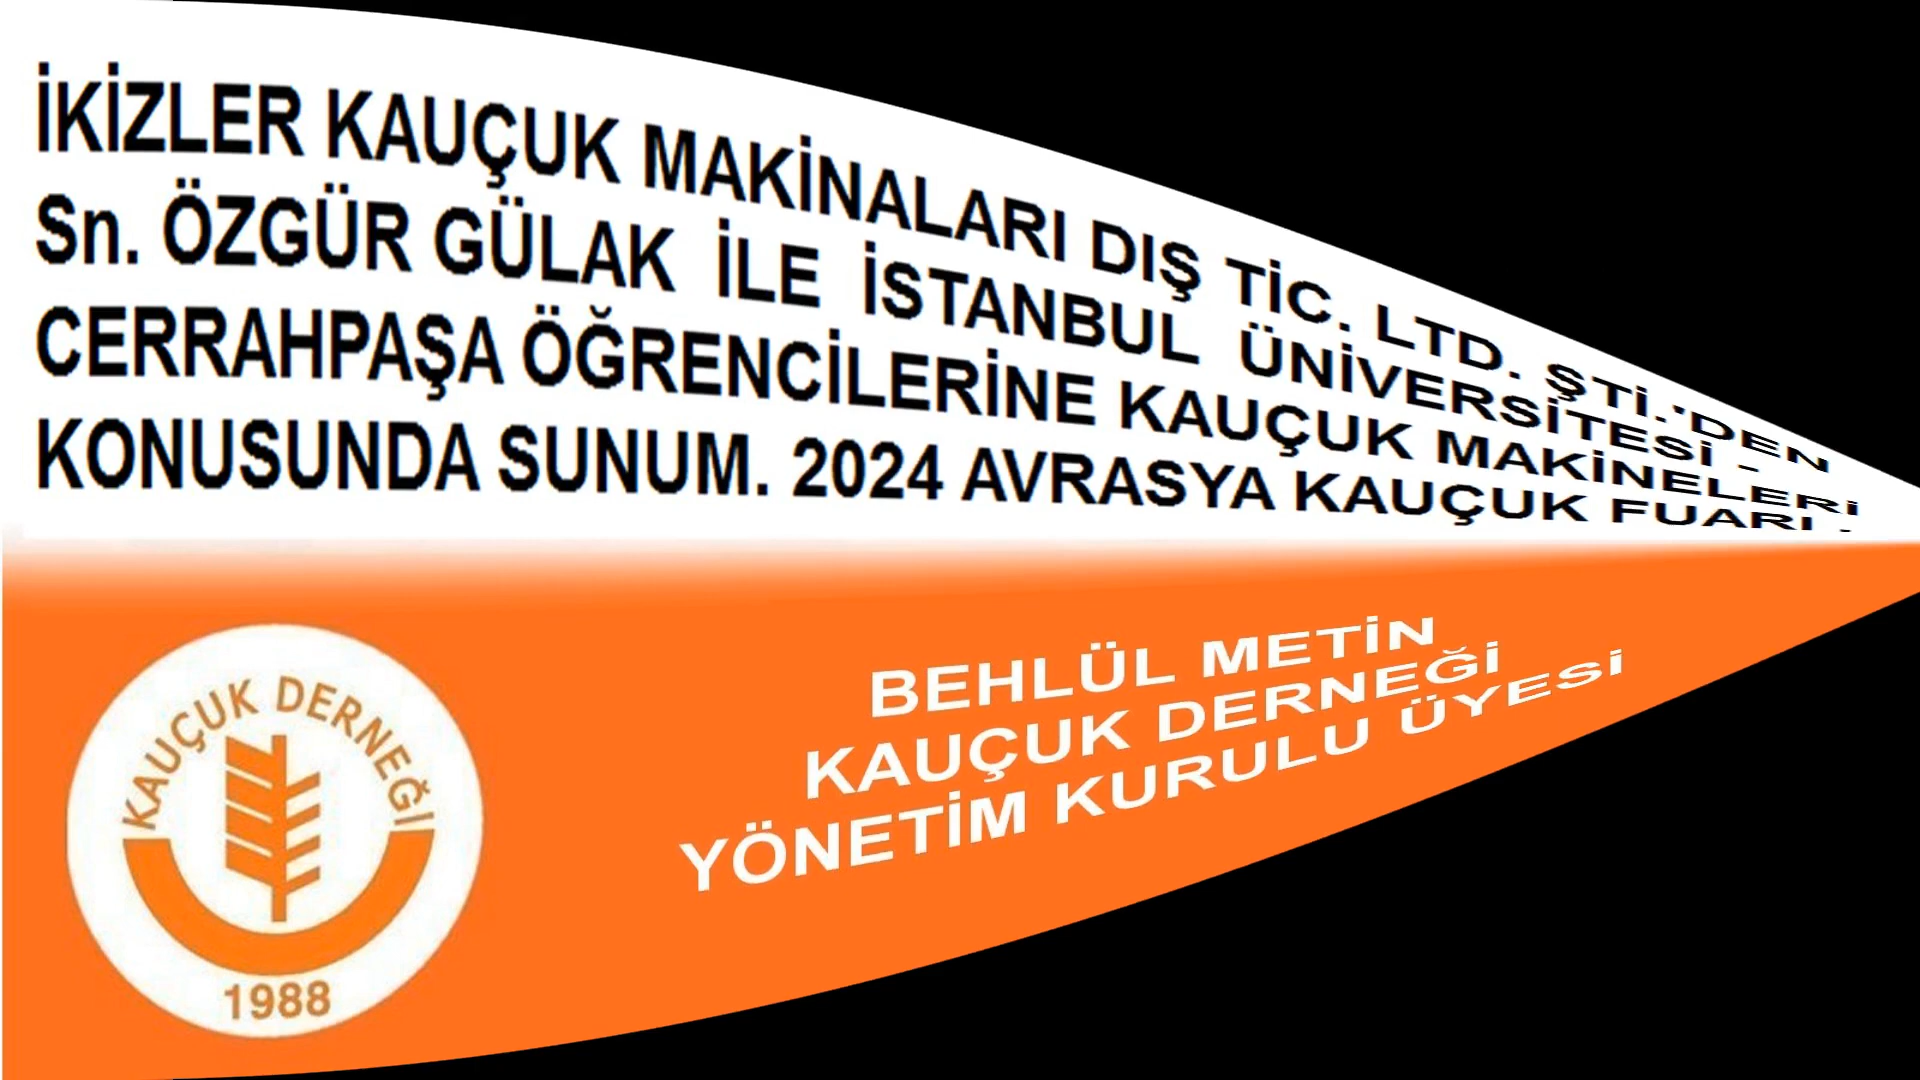 İKİZLER KAUÇUK MAKİNALARI DIŞ TİC. LTD. ŞTİ.'DEN
Sn. ÖZGÜR GÜLAK İLE İSTANBUL ÜNİVERSİTESİ -
CERRAHPAŞA ÖĞRENCİLERİNE KAUÇUK MAKİNELERİ
KONUSUNDA SUNUM. 2024 AVRASYA KAUÇUK FUARI .
BEHLÜL METİN
KAUÇUK DERNEĞİ
YÖNETİM KURULU ÜYESİ
KAUÇUK DERNEĞİ
1988